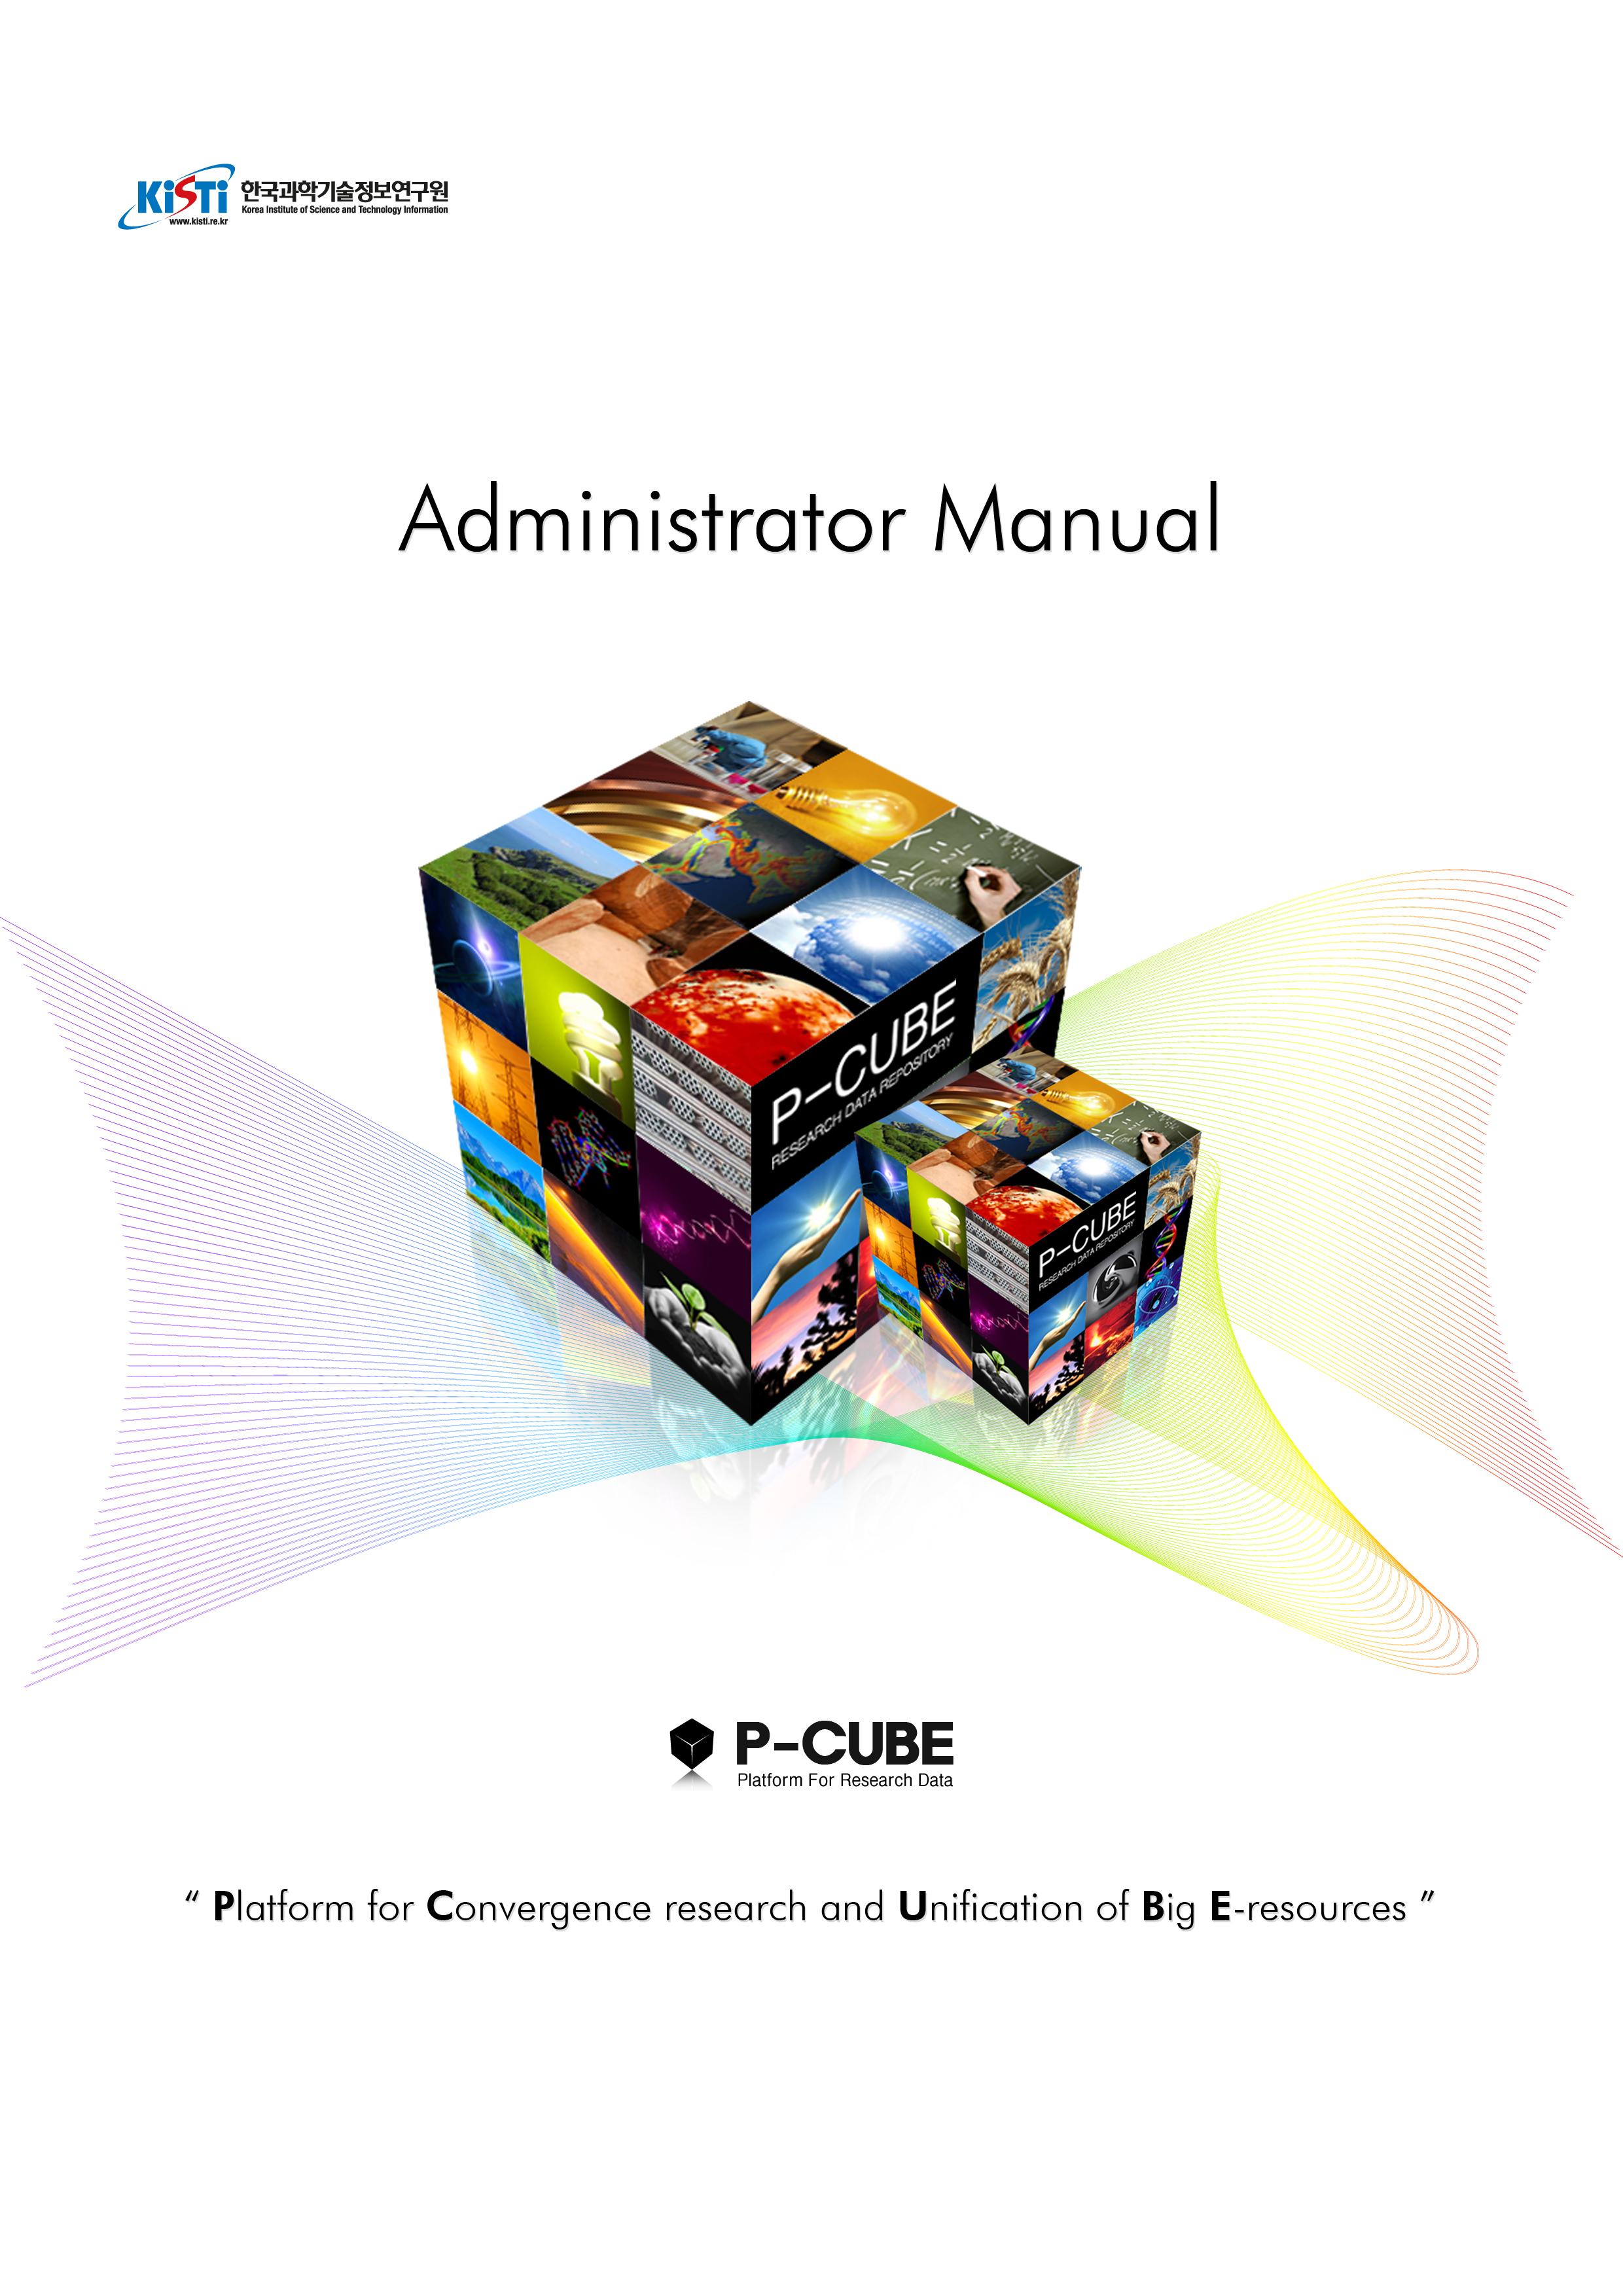 KiSTi 한국과학기술정보연구원
Korea Institute of Science and Technology Information
www.kisti.re.kr
Administrator Manual
P-CUBE
RESEARCH DATA REPOSITORY
P-CUBE
RESEARCH DATA REPOSITORY
P-CUBE
Platform For Research Data
“ Platform for Convergence research and Unification of Big E-resources ”